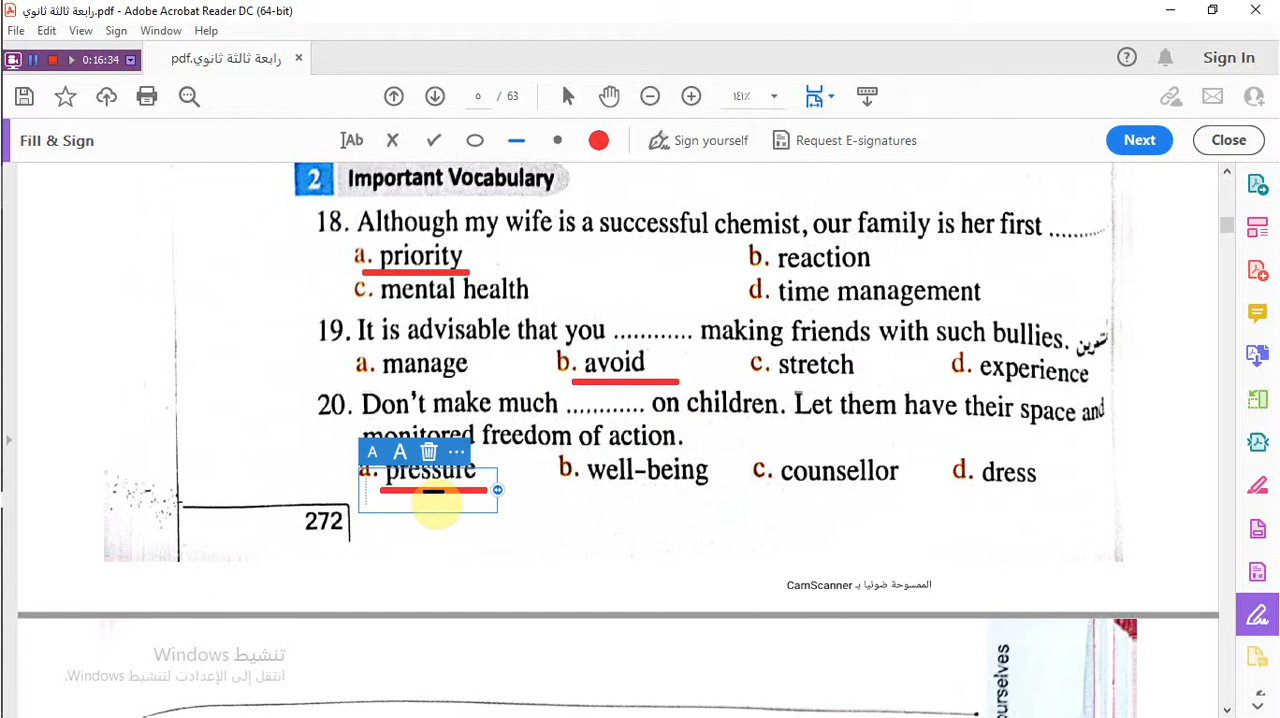 رابعة ثالثة ثانوي.pdf - Adobe Acrobat Reader DC (64-bit)
File Edit View Sign Window Help
0:16:34 رابعة ثالثة ثانوي.pdf × Sign In
٥ / 63 ١٤١٪
Fill & Sign Ab Sign yourself Request E-signatures Next Close
2 Important Vocabulary
18. Although my wife is a successful chemist, our family is her first ..........
a. priority b. reaction
c. mental health d. time management
19. It is advisable that you ............ making friends with such bullies.
a. manage b. avoid c. stretch d. experience
20. Don't make much ............ on children. Let them have their space and
monitored freedom of action.
A A ...
a. pressure b. well-being c. counsellor d. dress
272
الممسوحة ضوئيا بـ CamScanner
تنشيط Windows
انتقل إلى الإعدادات لتنشيط Windows.
ourselves